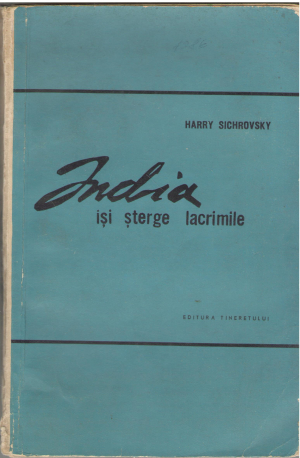 HARRY SICHROVSKY
India
își șterge lacrimile
EDITURA TINERETULUI